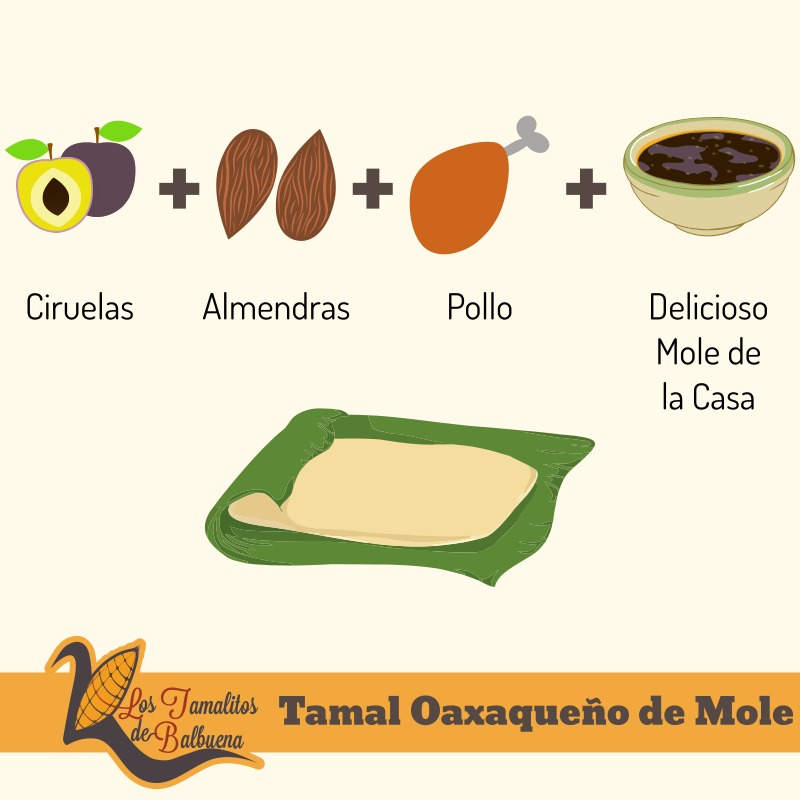 Ciruelas
Almendras
Pollo
Delicioso
Mole de
la Casa
Los Tamalitos
de Balbuena
Tamal Oaxaqueño de Mole